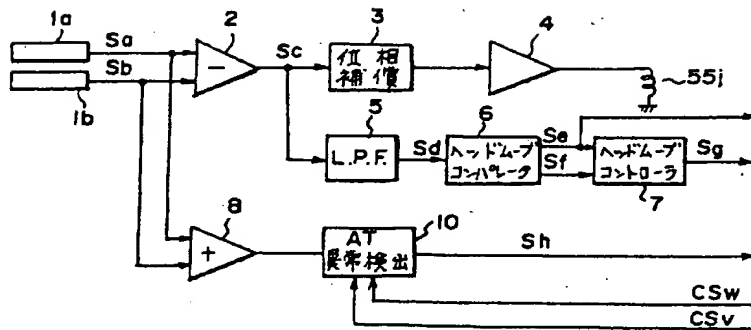 1a
Sa
Sb
1b
2
−
Sc
3
位相
補償
4
55j
5
L.P.F.
Sd
6
ヘッドムーブ
コンパレータ
Se
Sf
ヘッドムーブ
コントローラ
7
Sg
8
+
10
AT
異常検出
Sh
CSw
CSv